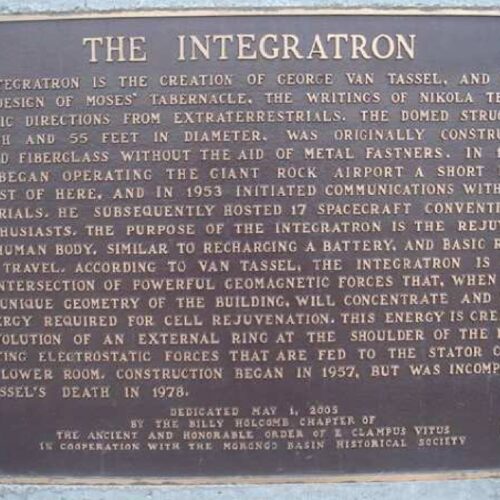 THE INTEGRATRON
TEGRATRON IS THE CREATION OF GEORGE VAN TASSEL, AND
DESIGN OF MOSES' TABERNACLE, THE WRITINGS OF NIKOLA TE
IC DIRECTIONS FROM EXTRATERRESTRIALS. THE DOMED STRUC
H AND 55 FEET IN DIAMETER, WAS ORIGINALLY CONSTR
D FIBERGLASS WITHOUT THE AID OF METAL FASTNERS. IN 1
BEGAN OPERATING THE GIANT ROCK AIRPORT A SHORT
ST OF HERE, AND IN 1953 INITIATED COMMUNICATIONS WITH
RIALS. HE SUBSEQUENTLY HOSTED 17 SPACECRAFT CONVENTI
HUSIASTS. THE PURPOSE OF THE INTEGRATRON IS THE REJU
HUMAN BODY, SIMILAR TO RECHARGING A BATTERY, AND BASIC R
TRAVEL. ACCORDING TO VAN TASSEL, THE INTEGRATRON IS
NTERSECTION OF POWERFUL GEOMAGNETIC FORCES THAT, WHEN
UNIQUE GEOMETRY OF THE BUILDING, WILL CONCENTRATE AND
ERGY REQUIRED FOR CELL REJUVENATION. THIS ENERGY IS CRE
VOLUTION OF AN EXTERNAL RING AT THE SHOULDER OF THE
TING ELECTROSTATIC FORCES THAT ARE FED TO THE STATOR C
LOWER ROOM. CONSTRUCTION BEGAN IN 1957, BUT WAS INCOMP
SSEL'S DEATH IN 1978.
DEDICATED MAY 1, 2005
BY THE BILLY HOLCOMB CHAPTER OF
THE ANCIENT AND HONORABLE ORDER OF E CLAMPUS VITUS
IN COOPERATION WITH THE MORONGO BASIN HISTORICAL SOCIETY